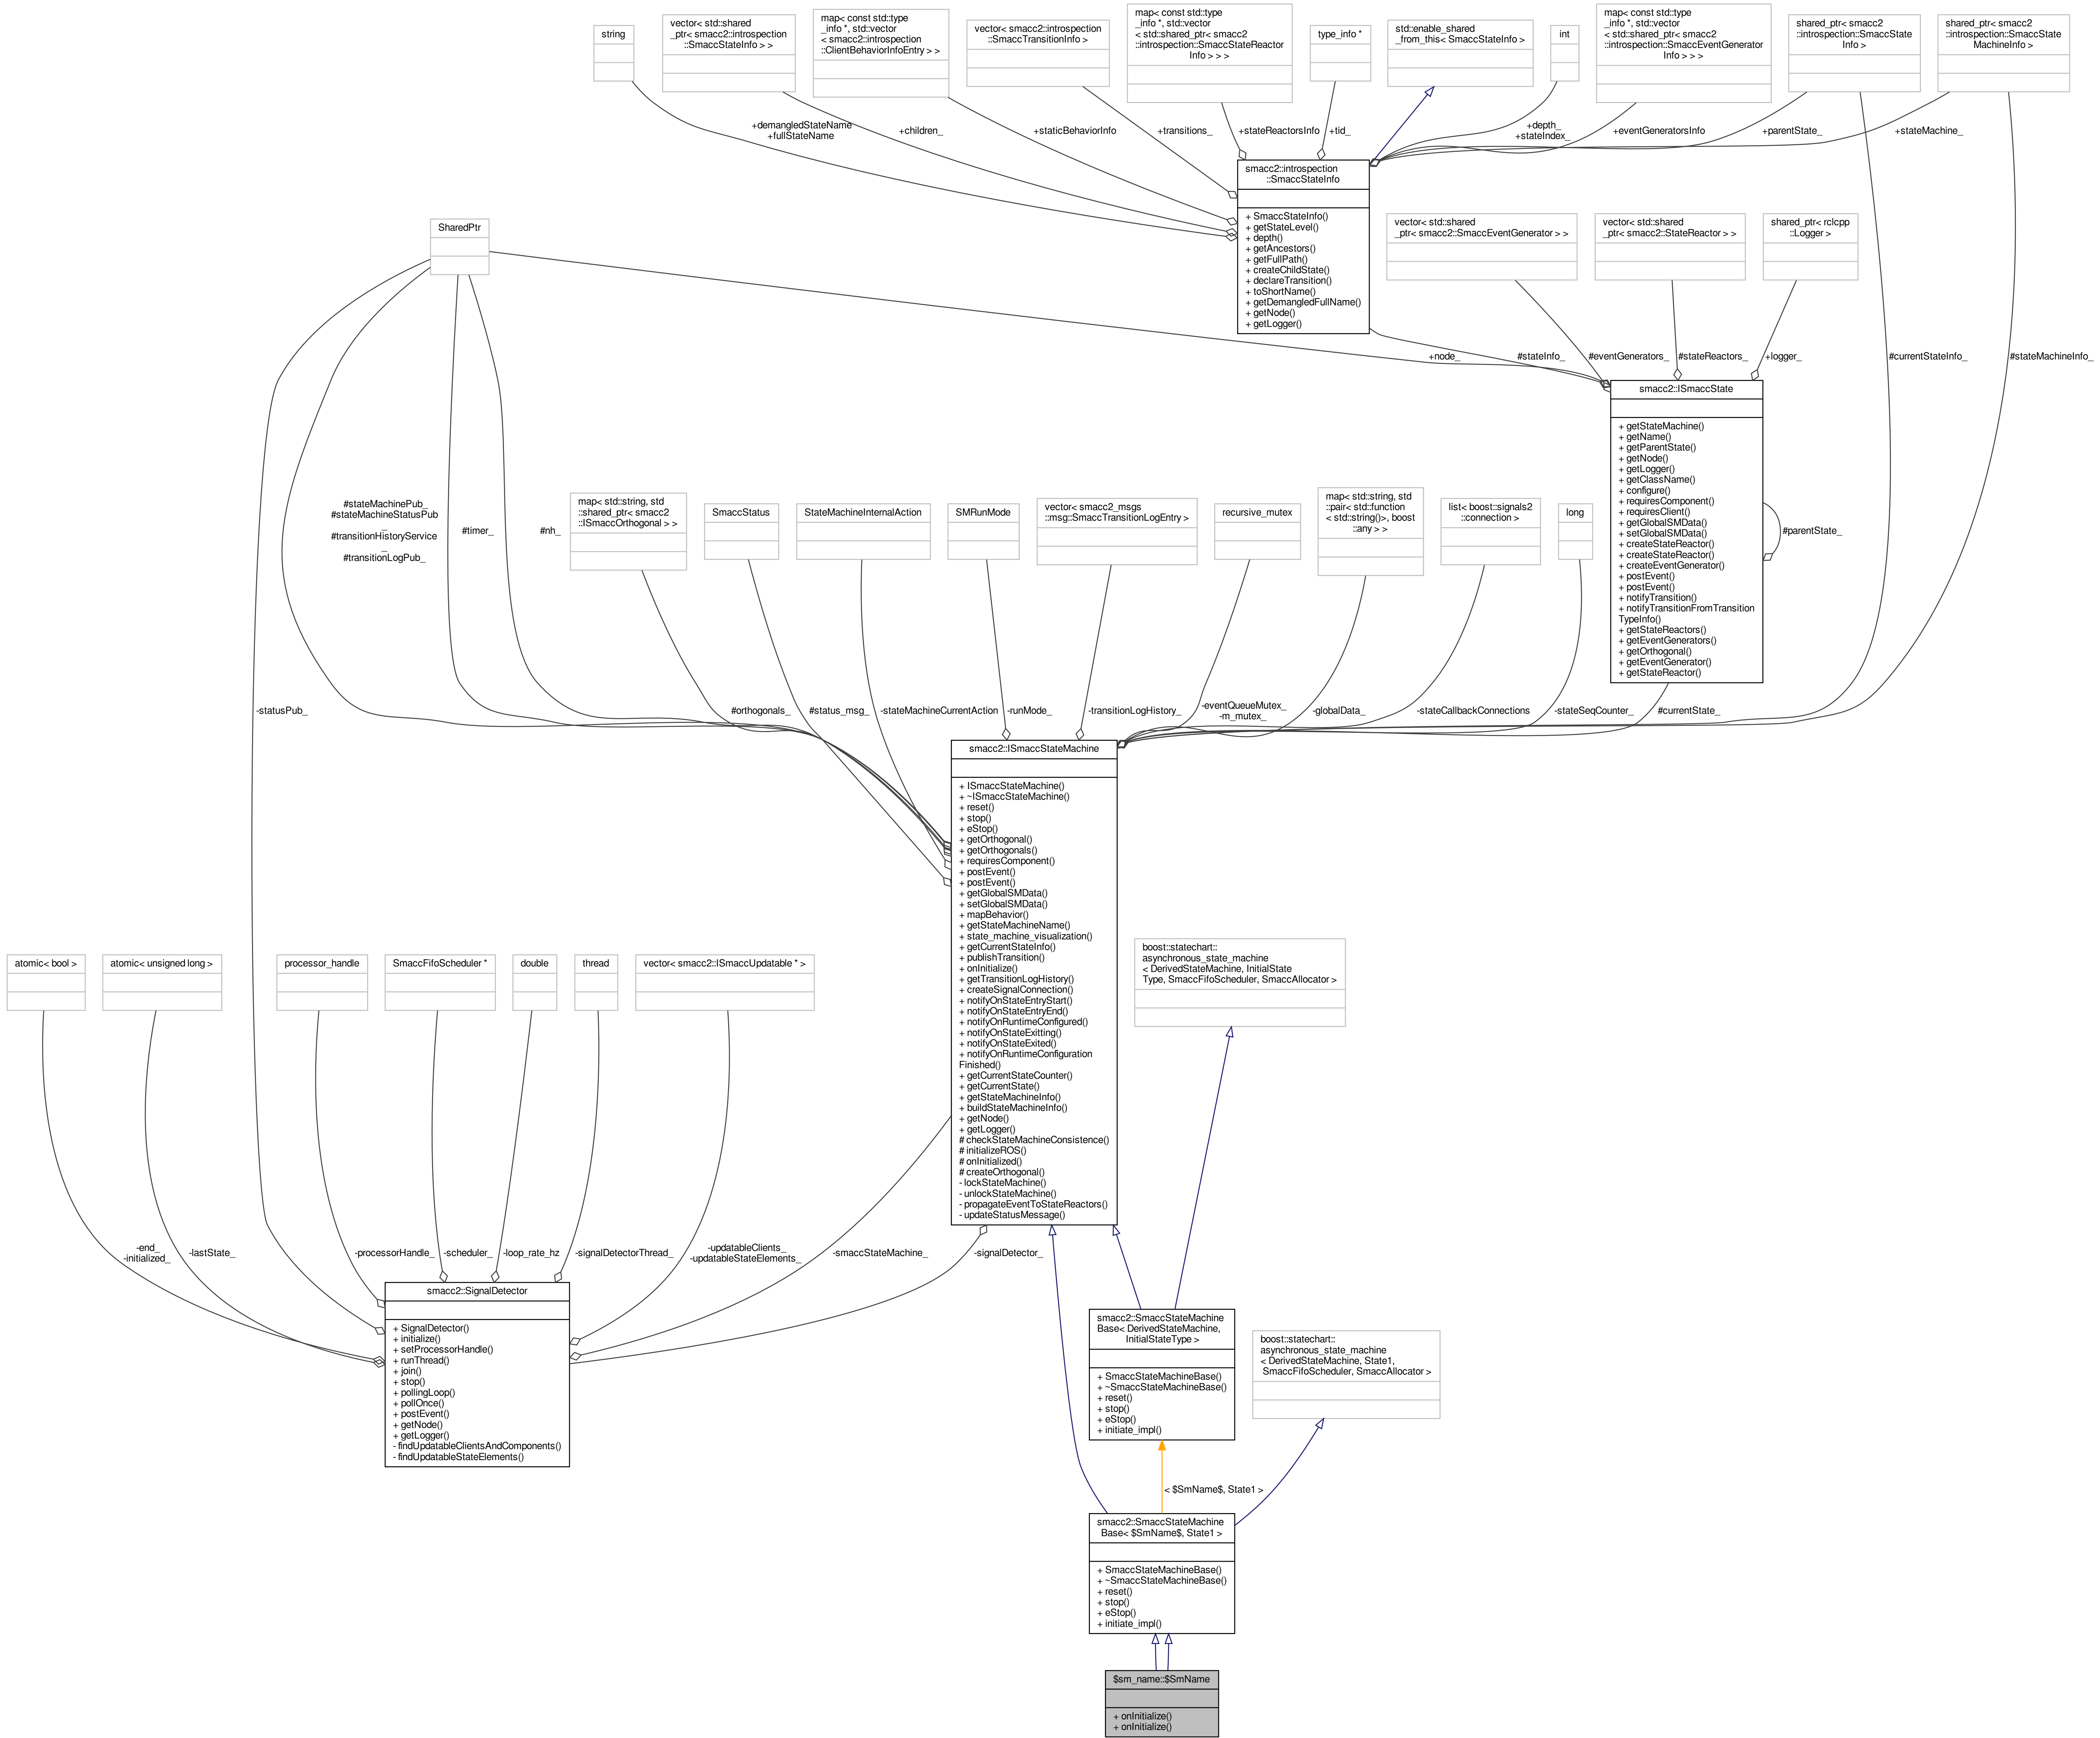 string
vector< std::shared
_ptr< smacc2::introspection
::SmaccStateInfo > >
map< const std::type
_info *, std::vector
< smacc2::introspection
::ClientBehaviorInfoEntry > >
vector< smacc2::introspection
::SmaccTransitionInfo >
map< const std::type
_info *, std::vector
< std::shared_ptr< smacc2
::introspection::SmaccStateReactor
Info > > >
type_info *
std::enable_shared
_from_this< SmaccStateInfo >
int
map< const std::type
_info *, std::vector
< std::shared_ptr< smacc2
::introspection::SmaccEventGenerator
Info > > >
shared_ptr< smacc2
::introspection::SmaccState
Info >
shared_ptr< smacc2
::introspection::SmaccState
MachineInfo >
+demangledStateName
+fullStateName
+children_
+staticBehaviorInfo
+transitions_
+stateReactorsInfo
+tid_
+depth_
+stateIndex_
+eventGeneratorsInfo
+parentState_
+stateMachine_
smacc2::introspection
::SmaccStateInfo
+ SmaccStateInfo()
+ getStateLevel()
+ depth()
+ getAncestors()
+ getFullPath()
+ createChildState()
+ declareTransition()
+ toShortName()
+ getDemangledFullName()
+ getNode()
+ getLogger()
SharedPtr
vector< std::shared
_ptr< smacc2::SmaccEventGenerator > >
vector< std::shared
_ptr< smacc2::StateReactor > >
shared_ptr< rclcpp
::Logger >
+node_
#stateInfo_
#eventGenerators_
#stateReactors_
+logger_
#currentStateInfo_
#stateMachineInfo_
smacc2::ISmaccState
+ getStateMachine()
+ getName()
+ getParentState()
+ getNode()
+ getLogger()
+ getClassName()
+ configure()
+ requiresComponent()
+ requiresClient()
+ getGlobalSMData()
+ setGlobalSMData()
+ createStateReactor()
+ createStateReactor()
+ createEventGenerator()
+ postEvent()
+ postEvent()
+ notifyTransition()
+ notifyTransitionFromTransition
TypeInfo()
+ getStateReactors()
+ getEventGenerators()
+ getOrthogonal()
+ getEventGenerator()
+ getStateReactor()
#parentState_
#stateMachinePub_
#stateMachineStatusPub
_
#transitionHistoryService
_
#transitionLogPub_
#timer_
#nh_
map< std::string, std
::shared_ptr< smacc2
::ISmaccOrthogonal > >
SmaccStatus
StateMachineInternalAction
SMRunMode
vector< smacc2_msgs
::msg::SmaccTransitionLogEntry >
recursive_mutex
map< std::string, std
::pair< std::function
< std::string()>, boost
::any > >
list< boost::signals2
::connection >
long
-statusPub_
#orthogonals_
#status_msg_
-stateMachineCurrentAction
-runMode_
-transitionLogHistory_
-eventQueueMutex_
-m_mutex_
-globalData_
-stateCallbackConnections
-stateSeqCounter_
#currentState_
smacc2::ISmaccStateMachine
+ ISmaccStateMachine()
+ ~ISmaccStateMachine()
+ reset()
+ stop()
+ eStop()
+ getOrthogonal()
+ getOrthogonals()
+ requiresComponent()
+ postEvent()
+ postEvent()
+ getGlobalSMData()
+ setGlobalSMData()
+ mapBehavior()
+ getStateMachineName()
+ state_machine_visualization()
+ getCurrentStateInfo()
+ publishTransition()
+ onInitialize()
+ getTransitionLogHistory()
+ createSignalConnection()
+ notifyOnStateEntryStart()
+ notifyOnStateEntryEnd()
+ notifyOnRuntimeConfigured()
+ notifyOnStateExitting()
+ notifyOnStateExited()
+ notifyOnRuntimeConfiguration
Finished()
+ getCurrentStateCounter()
+ getCurrentState()
+ getStateMachineInfo()
+ buildStateMachineInfo()
+ getNode()
+ getLogger()
# checkStateMachineConsistence()
# initializeROS()
# onInitialized()
# createOrthogonal()
- lockStateMachine()
- unlockStateMachine()
- propagateEventToStateReactors()
- updateStatusMessage()
atomic< bool >
atomic< unsigned long >
processor_handle
SmaccFifoScheduler *
double
thread
vector< smacc2::ISmaccUpdatable * >
boost::statechart::
asynchronous_state_machine
< DerivedStateMachine, InitialState
Type, SmaccFifoScheduler, SmaccAllocator >
-end_
-initialized_
-lastState_
-processorHandle_
-scheduler_
-loop_rate_hz
-signalDetectorThread_
-updatableClients_
-updatableStateElements_
-smaccStateMachine_
-signalDetector_
smacc2::SignalDetector
+ SignalDetector()
+ initialize()
+ setProcessorHandle()
+ runThread()
+ join()
+ stop()
+ pollingLoop()
+ pollOnce()
+ postEvent()
+ getNode()
+ getLogger()
- findUpdatableClientsAndComponents()
- findUpdatableStateElements()
smacc2::SmaccStateMachine
Base< DerivedStateMachine,
InitialStateType >
+ SmaccStateMachineBase()
+ ~SmaccStateMachineBase()
+ reset()
+ stop()
+ eStop()
+ initiate_impl()
boost::statechart::
asynchronous_state_machine
< DerivedStateMachine, State1,
SmaccFifoScheduler, SmaccAllocator >
< $SmName$, State1 >
smacc2::SmaccStateMachine
Base< $SmName$, State1 >
+ SmaccStateMachineBase()
+ ~SmaccStateMachineBase()
+ reset()
+ stop()
+ eStop()
+ initiate_impl()
$sm_name::$SmName
+ onInitialize()
+ onInitialize()